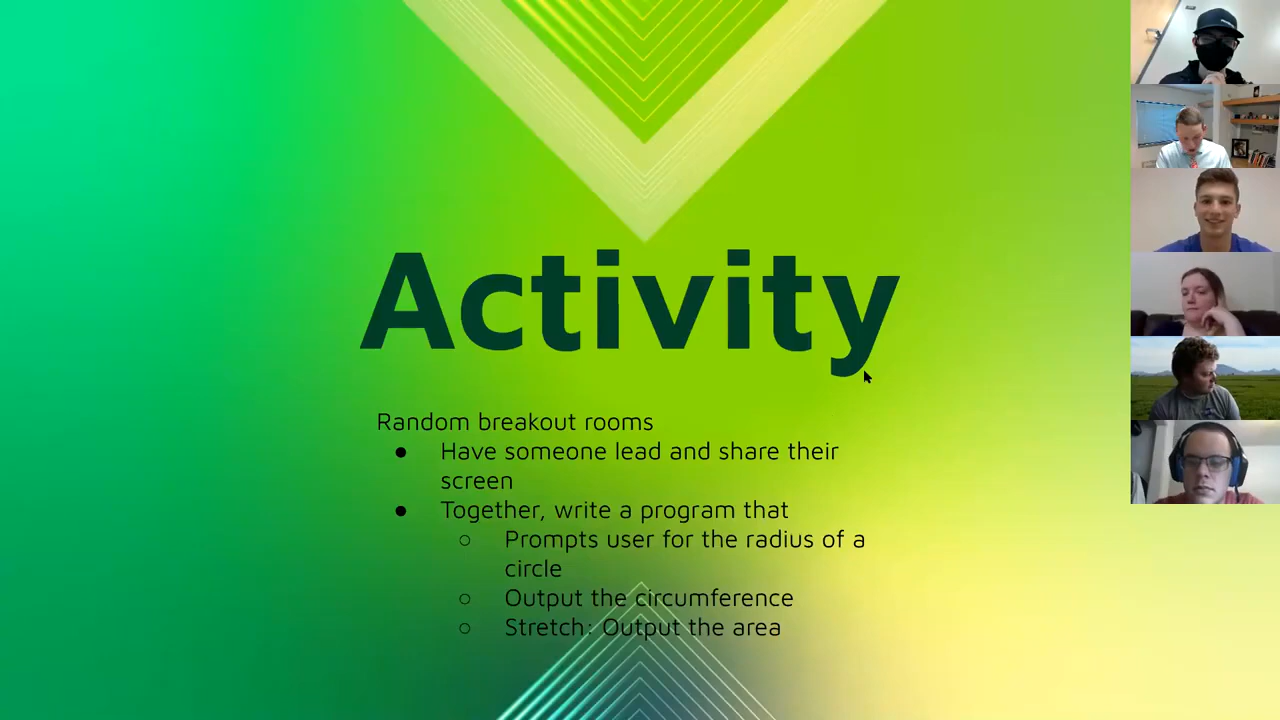 Activity
Random breakout rooms
● Have someone lead and share their
screen
● Together, write a program that
○ Prompts user for the radius of a
circle
○ Output the circumference
○ Stretch: Output the area